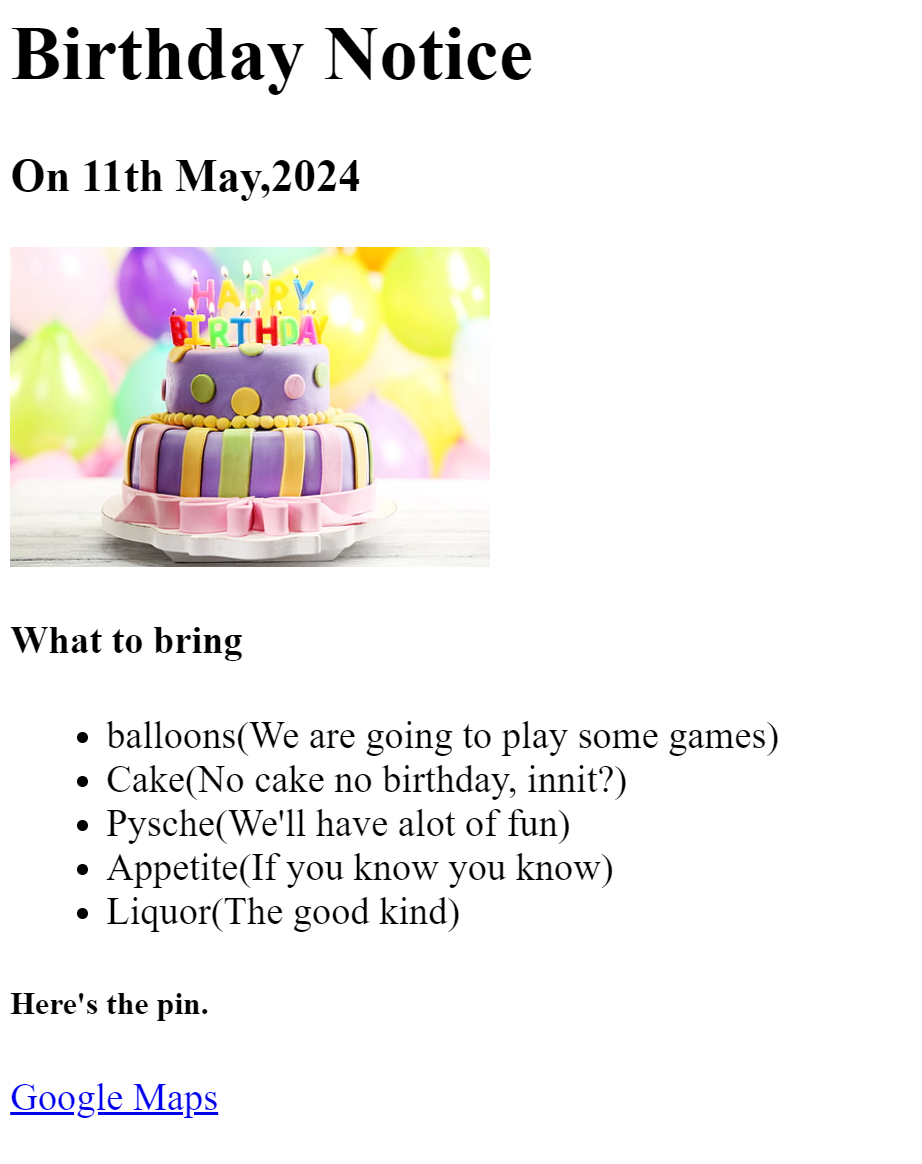 Birthday Notice
On 11th May,2024
HAPPY
BIRTHDAY
What to bring
balloons(We are going to play some games)
Cake(No cake no birthday, innit?)
Pysche(We'll have alot of fun)
Appetite(If you know you know)
Liquor(The good kind)
Here's the pin.
Google Maps